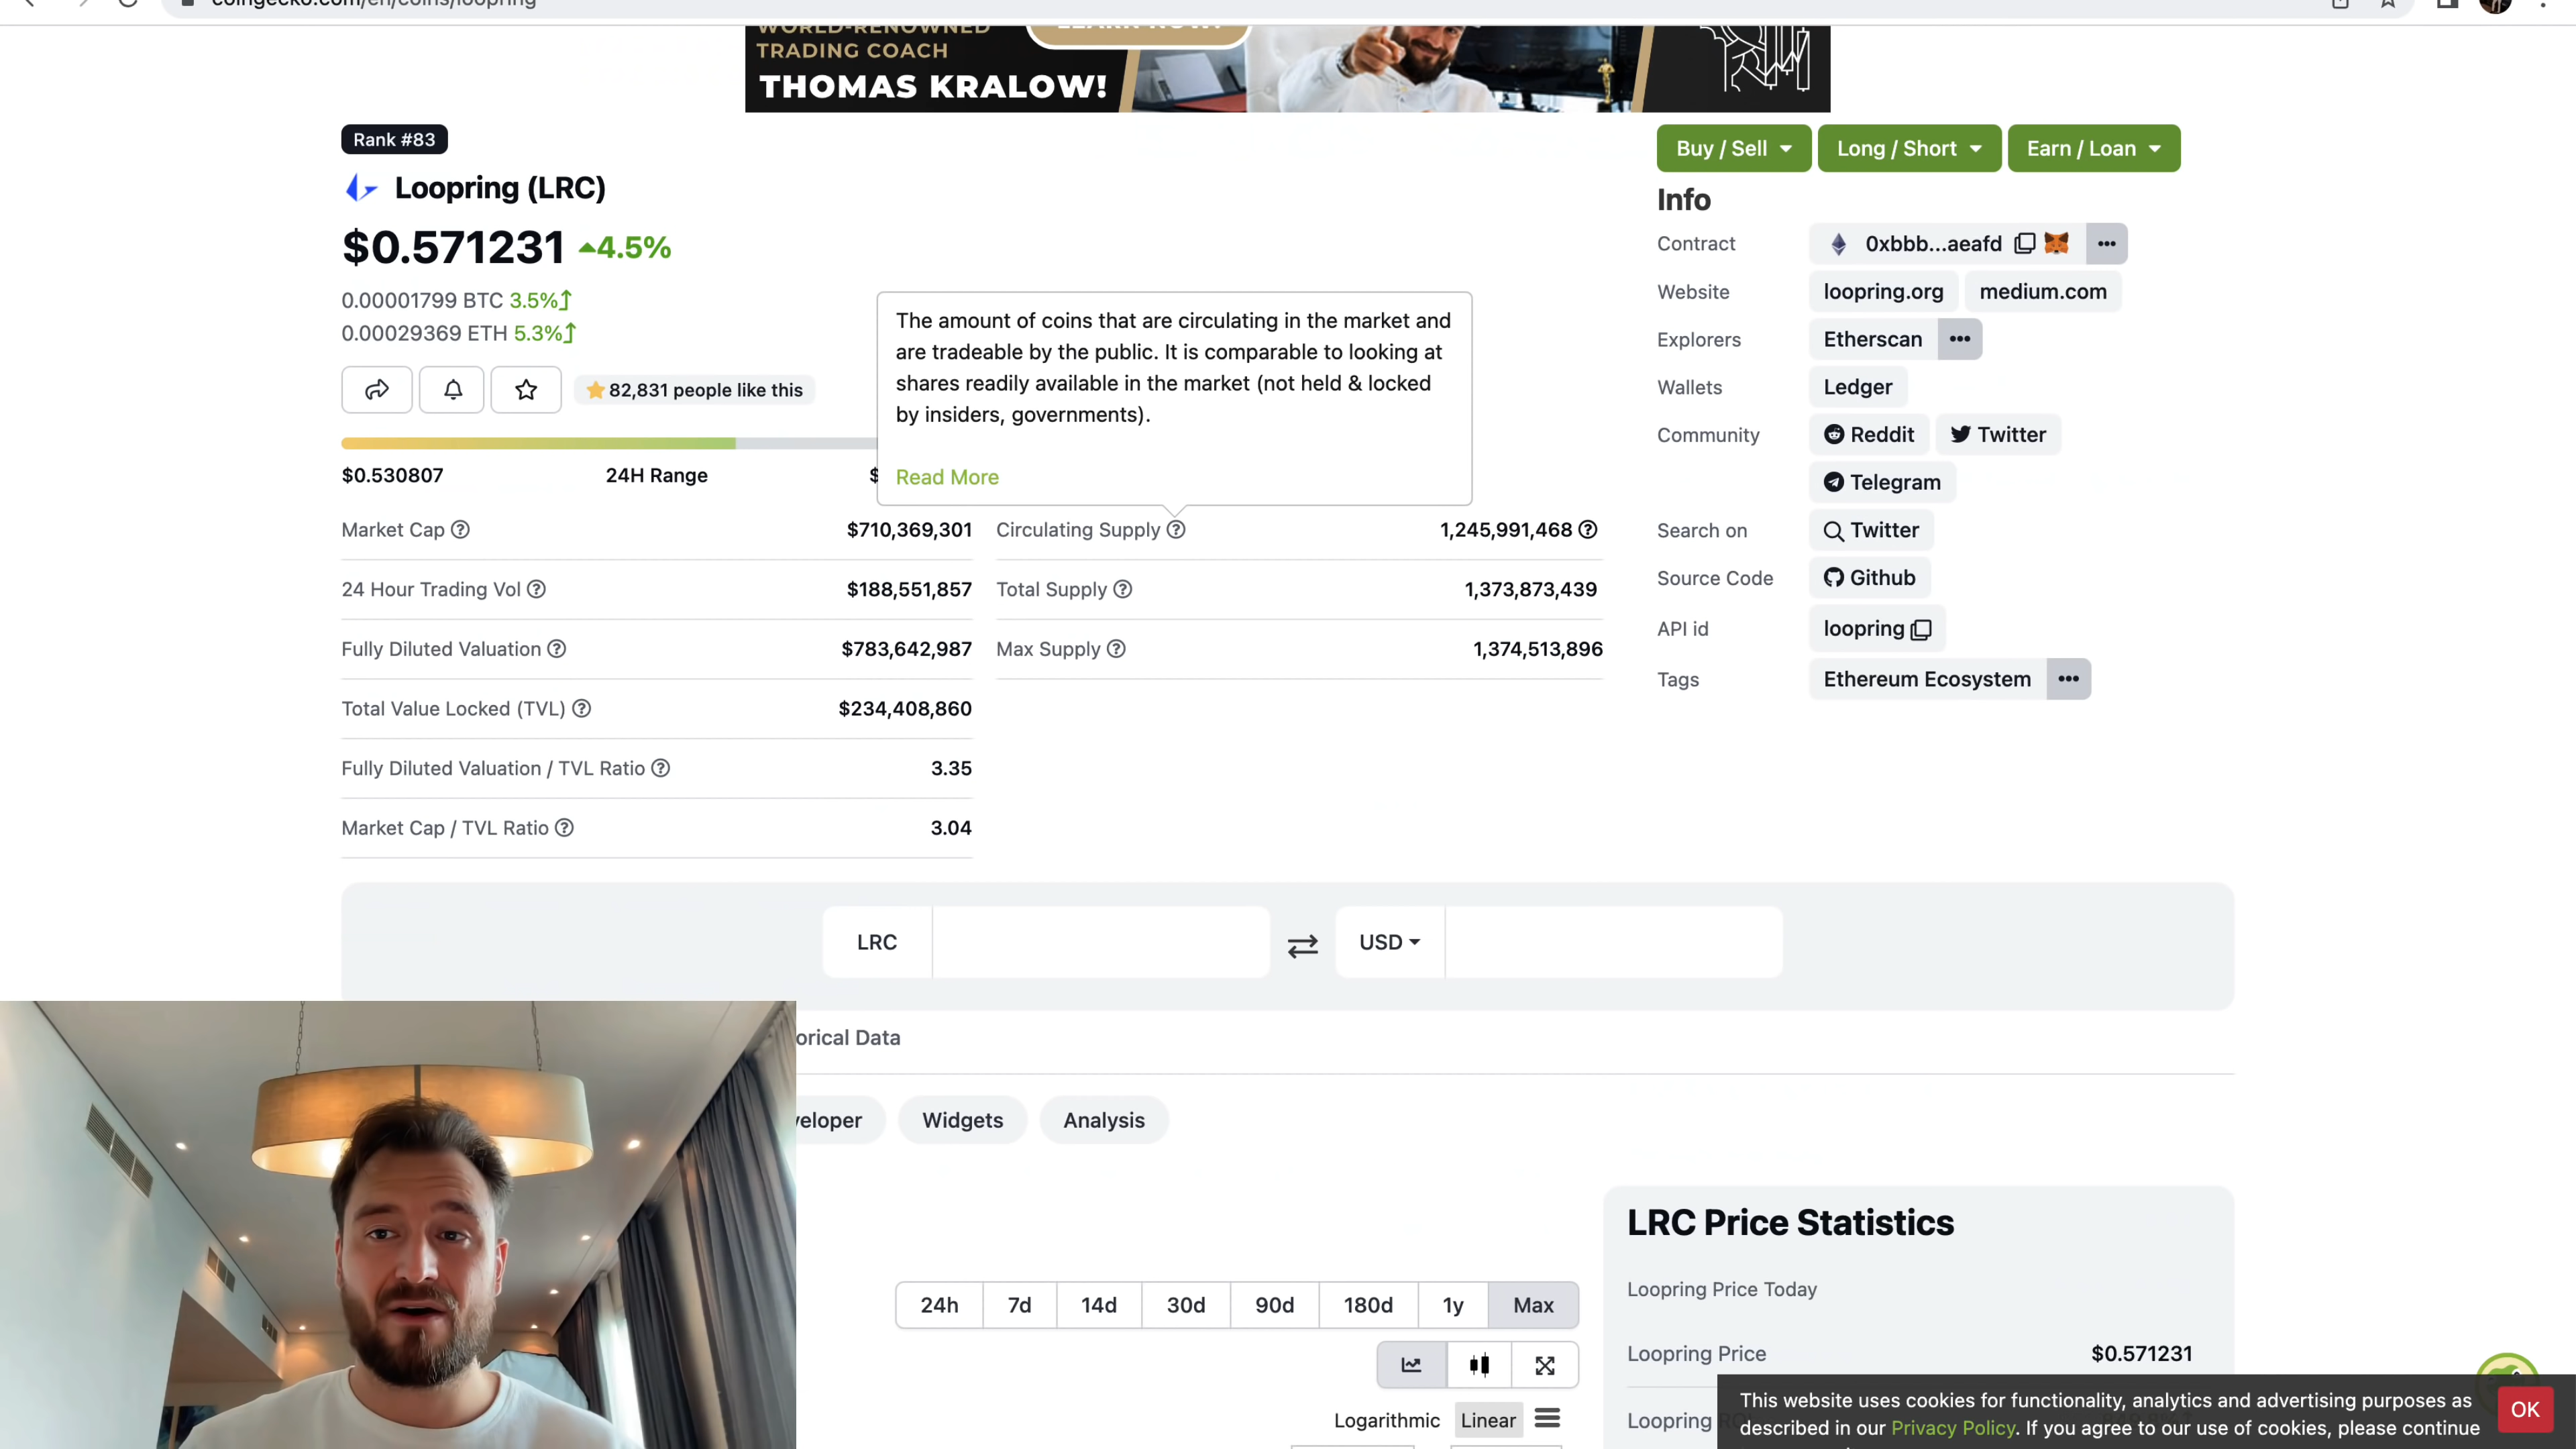 coingecko.com/en/coins/loopring
WORLD-RENOWNED
LEARN NOW!
TRADING COACH
THOMAS KRALOW!
Rank #83
Loopring (LRC)
$0.571231 4.5%
0.00001799 BTC 3.5%
0.00029369 ETH 5.3%
82,831 people like this
$0.530807 24H Range $
The amount of coins that are circulating in the market and
are tradeable by the public. It is comparable to looking at
shares readily available in the market (not held & locked
by insiders, governments).
Read More
Market Cap $710,369,301
24 Hour Trading Vol $188,551,857
Fully Diluted Valuation $783,642,987
Total Value Locked (TVL) $234,408,860
Fully Diluted Valuation / TVL Ratio 3.35
Market Cap / TVL Ratio 3.04
Circulating Supply 1,245,991,468
Total Supply 1,373,873,439
Max Supply 1,374,513,896
Buy / Sell Long / Short Earn / Loan
Info
Contract 0xbbb...aeafd
Website loopring.org medium.com
Explorers Etherscan
Wallets Ledger
Community Reddit Twitter
Telegram
Search on Twitter
Source Code Github
API id loopring
Tags Ethereum Ecosystem
LRC USD
orical Data
eloper Widgets Analysis
24h 7d 14d 30d 90d 180d 1y Max
Logarithmic Linear
LRC Price Statistics
Loopring Price Today
Loopring Price $0.571231
Loopring
This website uses cookies for functionality, analytics and advertising purposes as
described in our Privacy Policy. If you agree to our use of cookies, please continue
OK